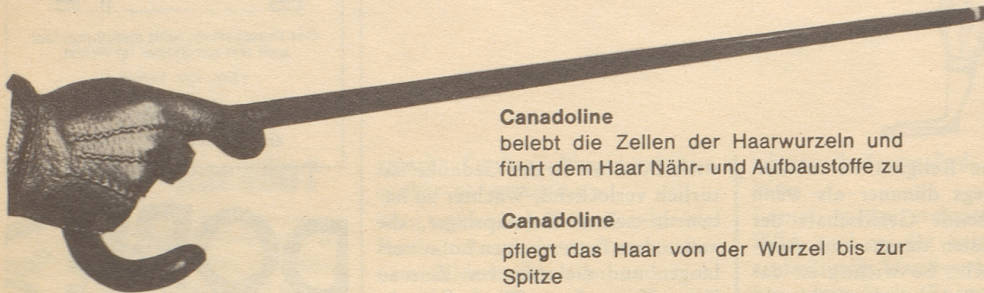 Canadoline
belebt die Zellen der Haarwurzeln und
führt dem Haar Nähr- und Aufbaustoffe zu
Canadoline
pflegt das Haar von der Wurzel bis zur
Spitze